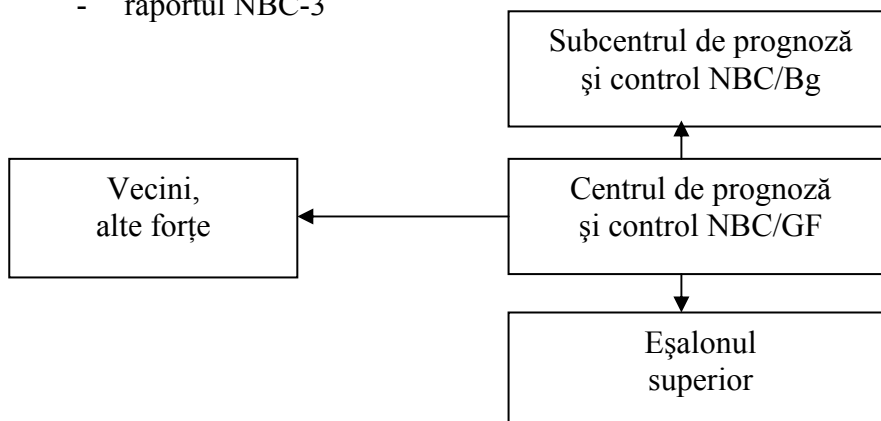 - raportul NBC-3
Subcentrul de prognoză
şi control NBC/Bg
Vecini,
alte forţe
Centrul de prognoză
şi control NBC/GF
Eşalonul
superior